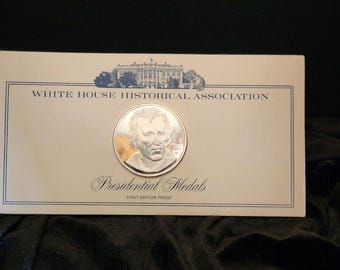 WHITE HOUSE HISTORICAL ASSOCIATION
Presidential Medals
FIRST EDITION PROOF